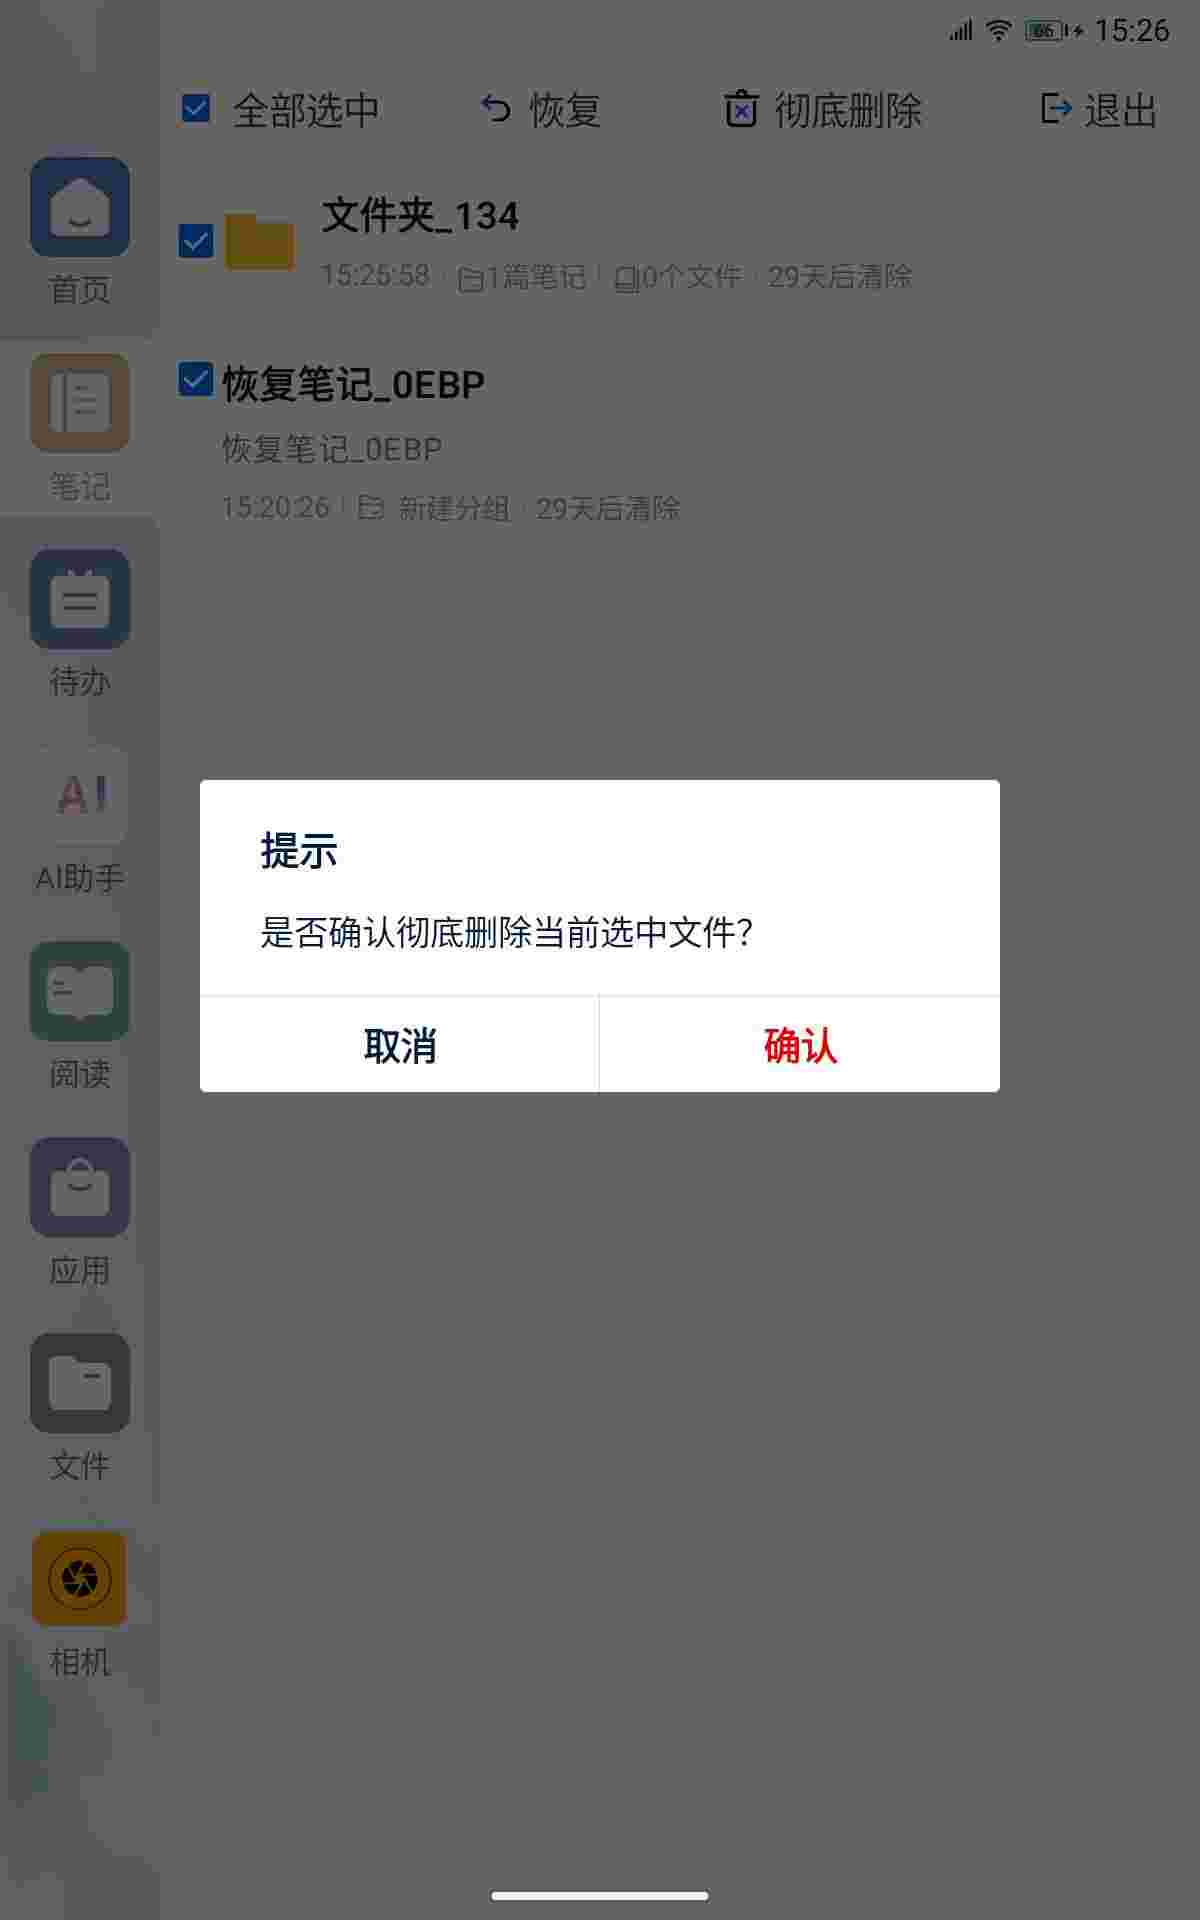 15:26
全部选中 恢复 彻底删除 退出
文件夹_134
15:25:58 1篇笔记 0个文件 29天后清除
恢复笔记_0EBP
恢复笔记_0EBP
15:20:26 新建分组 29天后清除
首页
笔记
待办
AI
AI助手
阅读
应用
文件
相机
提示
是否确认彻底删除当前选中文件?
取消 确认